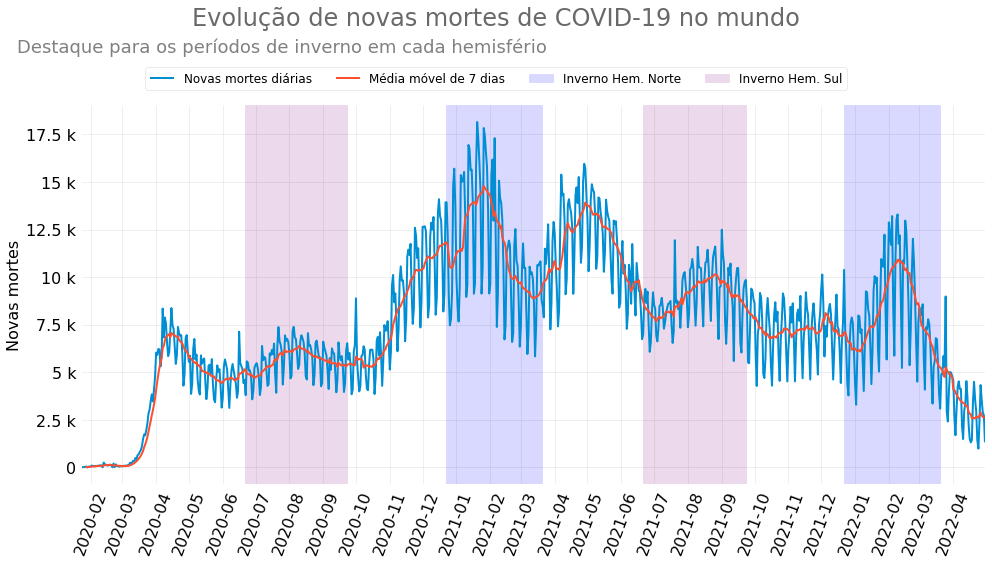 Evolução de novas mortes de COVID-19 no mundo
Destaque para os períodos de inverno em cada hemisfério
Novas mortes diárias
Média móvel de 7 dias
Inverno Hem. Norte
Inverno Hem. Sul
Novas mortes
17.5 k
15 k
12.5 k
10 k
7.5 k
5 k
2.5 k
0
2020-02
2020-03
2020-04
2020-05
2020-06
2020-07
2020-08
2020-09
2020-10
2020-11
2020-12
2021-01
2021-02
2021-03
2021-04
2021-05
2021-06
2021-07
2021-08
2021-09
2021-10
2021-11
2021-12
2022-01
2022-02
2022-03
2022-04